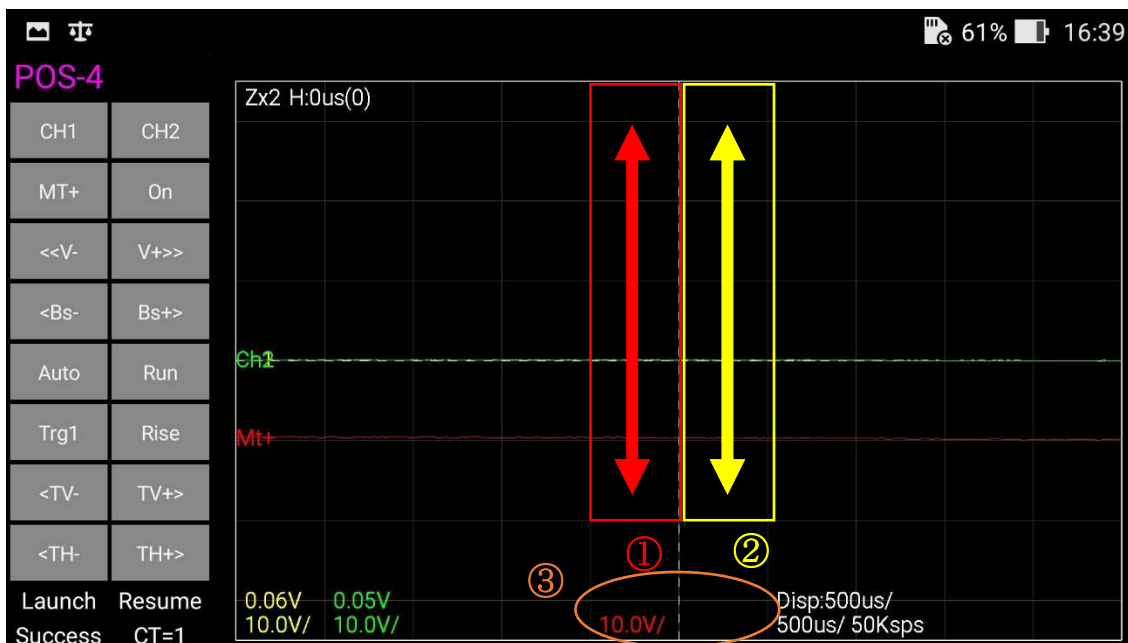 61% 16:39
POS-4
CH1 CH2
MT+ On
<<V- V+>>
<Bs- Bs+>
Auto Run
Trg1 Rise
<TV- TV+>
<TH- TH+>
Launch Resume
Success CT=1
Zx2 H:0us(0)
Ch2
Mt+
① ②
③
0.06V 0.05V
10.0V/ 10.0V/ 10.0V/
Disp:500us/
500us/ 50Ksps